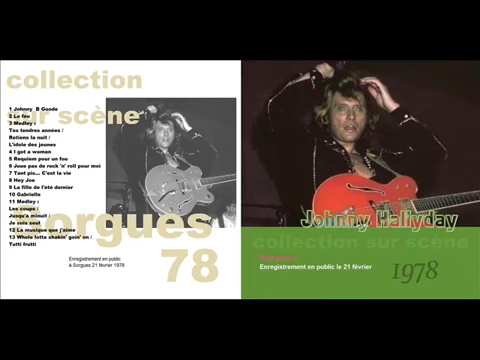 collection
sur scène
1 Johnny B Goode
2 Le feu
3 Medley :
Tes tendres années /
Retiens la nuit /
L'idole des jeunes
4 I got a woman
5 Requiem pour un fou
6 Joue pas de rock 'n' roll pour moi
7 Tant pis... C'est la vie
8 Hey Joe
9 La fille de l'été dernier
10 Gabrielle
11 Medley :
Les coups /
Jusqu'à minuit /
Je suis seul
12 La musique que j'aime
13 Whole lotta shakin' goin' on /
Tutti frutti
orgues
78
Enregistrement en public
à Gorgues 21 février 1978
Johnny Hallyday
collection sur scène
Enregistrement en public le 21 février
1978